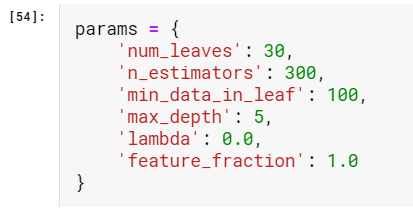 [54]:
params = {
    'num_leaves': 30,
    'n_estimators': 300,
    'min_data_in_leaf': 100,
    'max_depth': 5,
    'lambda': 0.0,
    'feature_fraction': 1.0
}